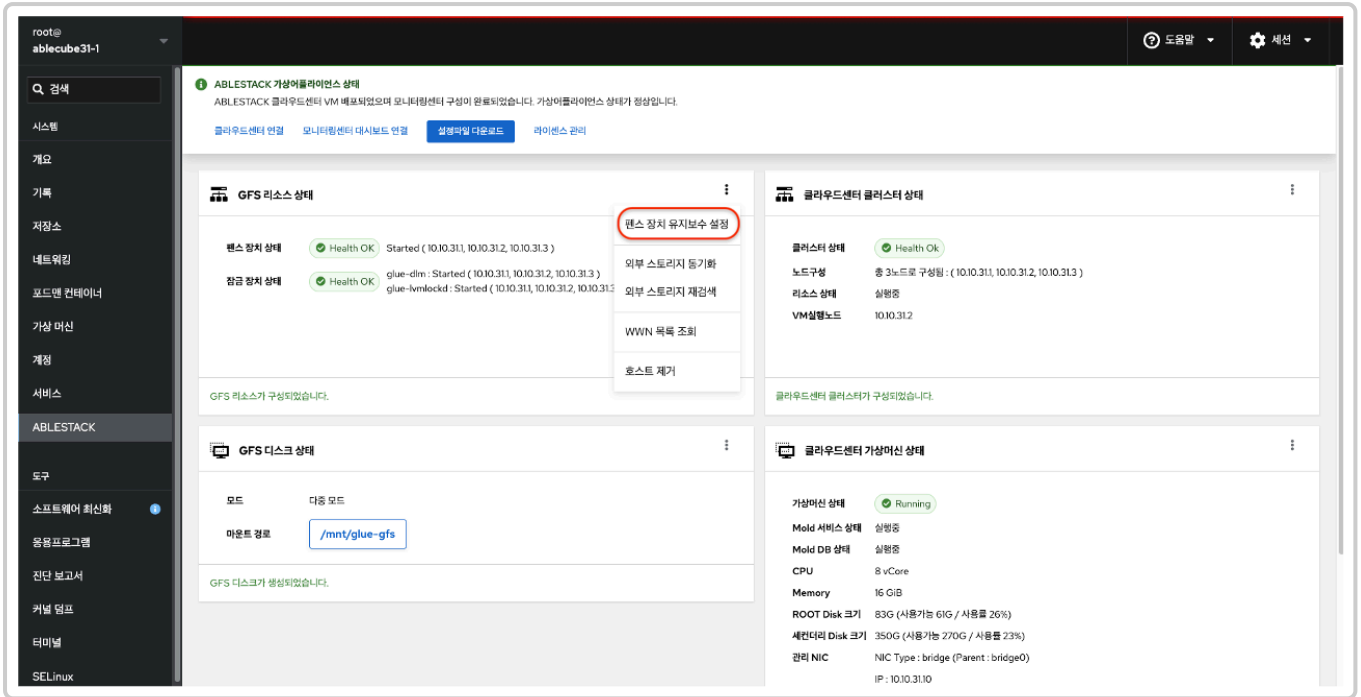 root@
ablecube31-1
도움말
세션
검색
시스템
개요
기록
저장소
네트워킹
포드맨 컨테이너
가상 머신
계정
서비스
ABLESTACK
도구
소프트웨어 최신화
응용프로그램
진단 보고서
커널 덤프
터미널
SELinux
ABLESTACK 가상어플라이언스 상태
ABLESTACK 클라우드센터 VM 배포되었으며 모니터링센터 구성이 완료되었습니다. 가상어플라이언스 상태가 정상입니다.
클라우드센터 연결 모니터링센터 대시보드 연결 설정파일 다운로드 라이센스 관리
GFS 리소스 상태
펜스 장치 상태 Health OK Started ( 10.10.31.1, 10.10.31.2, 10.10.31.3 )
잠금 장치 상태 Health OK glue-dlm : Started ( 10.10.31.1, 10.10.31.2, 10.10.31.3 )
glue-lvmlockd : Started ( 10.10.31.1, 10.10.31.2, 10.10.31.3
GFS 리소스가 구성되었습니다.
펜스 장치 유지보수 설정
외부 스토리지 동기화
외부 스토리지 재검색
WWN 목록 조회
호스트 제거
클라우드센터 클러스터 상태
클러스터 상태 Health Ok
노드구성 총 3노드로 구성됨 : ( 10.10.31.1, 10.10.31.2, 10.10.31.3 )
리소스 상태 실행중
VM실행노드 10.10.31.2
클라우드센터 클러스터가 구성되었습니다.
GFS 디스크 상태
모드 다중 모드
마운트 경로 /mnt/glue-gfs
GFS 디스크가 생성되었습니다.
클라우드센터 가상머신 상태
가상머신 상태 Running
Mold 서비스 상태 실행중
Mold DB 상태 실행중
CPU 8 vCore
Memory 16 GiB
ROOT Disk 크기 83G (사용가능 61G / 사용률 26%)
세컨더리 Disk 크기 350G (사용가능 270G / 사용률 23%)
관리 NIC NIC Type : bridge (Parent : bridge0)
IP : 10.10.31.10